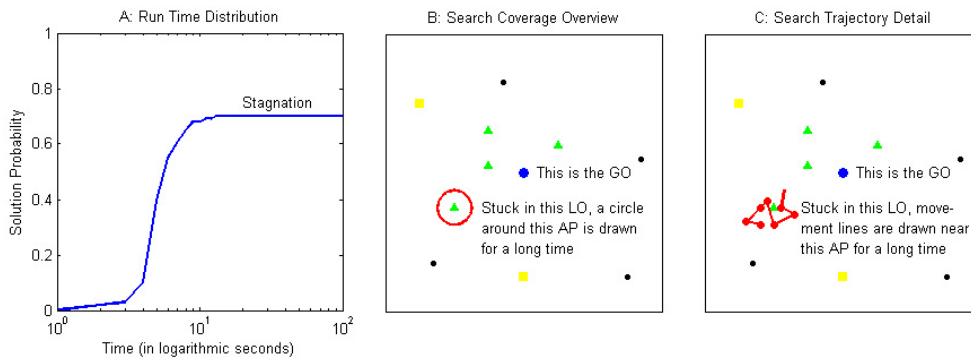 A: Run Time Distribution
1
0.8
0.6
0.4
0.2
0
Solution Probability
Stagnation
10^0
10^1
10^2
Time (in logarithmic seconds)
B: Search Coverage Overview
This is the GO
Stuck in this LO, a circle
around this AP is drawn
for a long time
C: Search Trajectory Detail
This is the GO
Stuck in this LO, move-
ment lines are drawn near
this AP for a long time